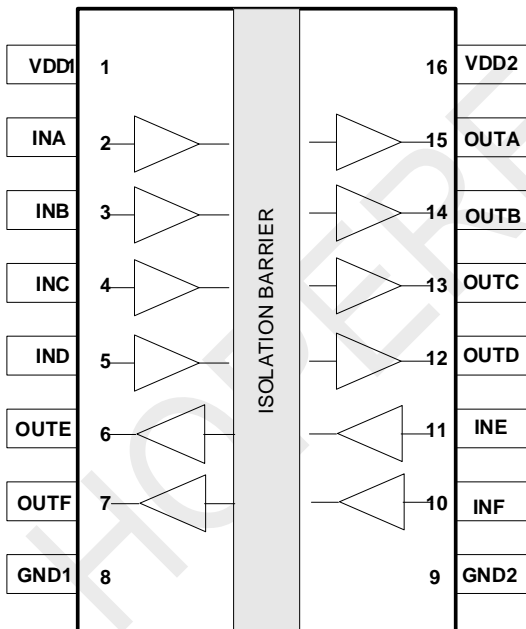 VDD1 1 16 VDD2
INA 2 15 OUTA
INB 3 14 OUTB
INC 4 13 OUTC
IND 5 12 OUTD
OUTE 6 11 INE
OUTF 7 10 INF
GND1 8 9 GND2
ISOLATION BARRIER